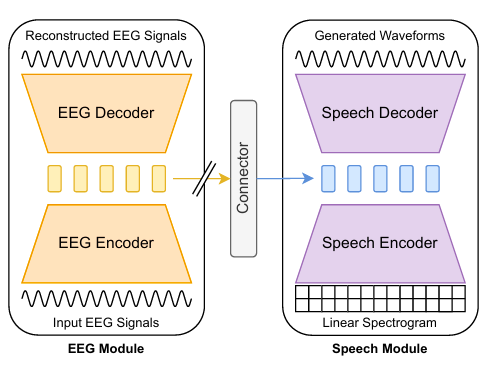 Reconstructed EEG Signals
EEG Decoder
EEG Encoder
Input EEG Signals
EEG Module
Connector
Generated Waveforms
Speech Decoder
Speech Encoder
Linear Spectrogram
Speech Module